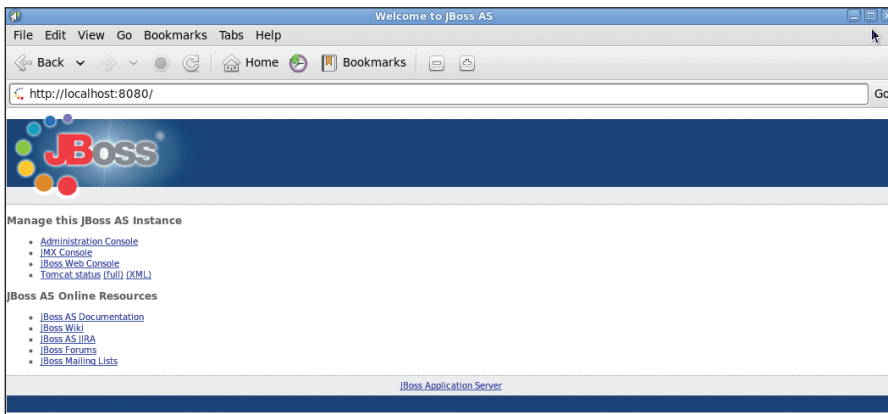 Welcome to JBoss AS
File Edit View Go Bookmarks Tabs Help
Back Home Bookmarks
http://localhost:8080/ Go
JBoss
Manage this JBoss AS Instance
Administration Console
JMX Console
JBoss Web Console
Tomcat status (full) (XML)
JBoss AS Online Resources
JBoss AS Documentation
JBoss Wiki
JBoss AS JIRA
JBoss Forums
JBoss Mailing Lists
JBoss Application Server